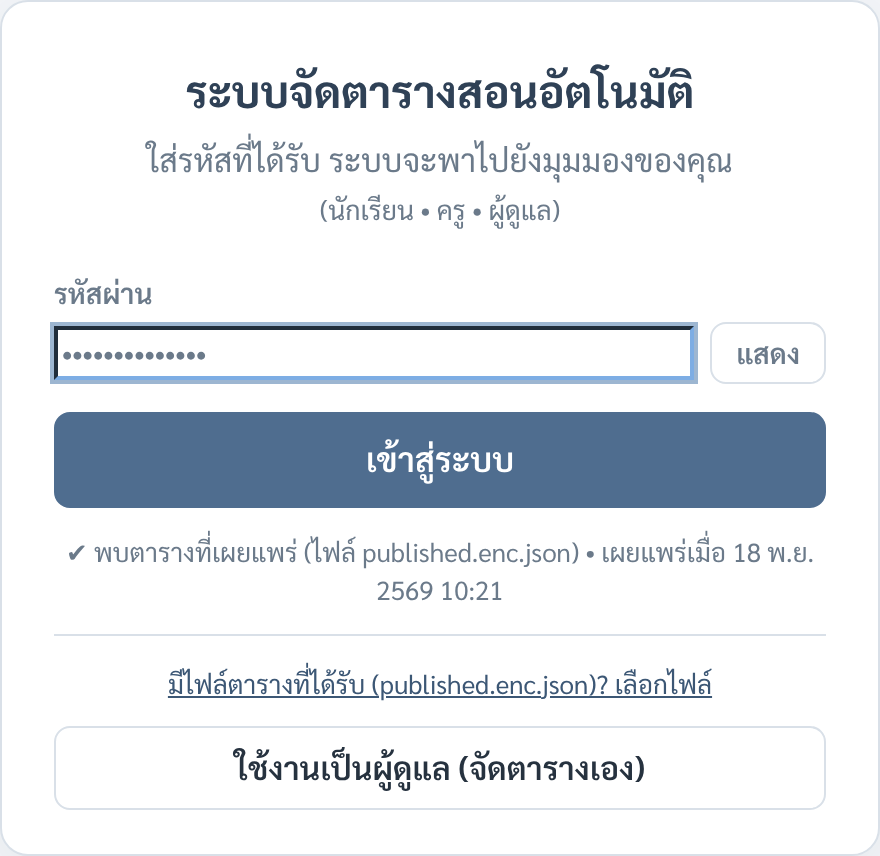 ระบบจัดตารางสอนอัตโนมัติ
ใส่รหัสที่ได้รับ ระบบจะพาไปยังมุมมองของคุณ
(นักเรียน • ครู • ผู้ดูแล)
รหัสผ่าน
••••••••••••••
แสดง
เข้าสู่ระบบ
✔ พบตารางที่เผยแพร่ (ไฟล์ published.enc.json) • เผยแพร่เมื่อ 18 พ.ย.
2569 10:21
มีไฟล์ตารางที่ได้รับ (published.enc.json)? เลือกไฟล์
ใช้งานเป็นผู้ดูแล (จัดตารางเอง)